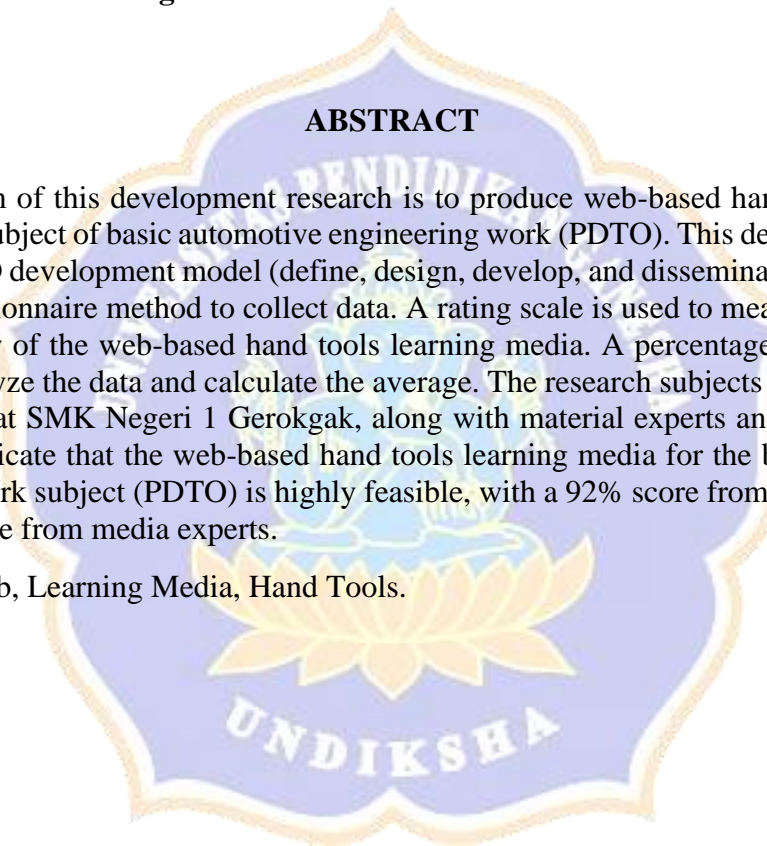 ABSTRACT
UNIVERSITAS PENDIDIKAN GANESHA
n of this development research is to produce web-based har
ubject of basic automotive engineering work (PDTO). This de
D development model (define, design, develop, and dissemina
ionnaire method to collect data. A rating scale is used to mea
y of the web-based hand tools learning media. A percentage
yze the data and calculate the average. The research subjects
at SMK Negeri 1 Gerokgak, along with material experts an
icate that the web-based hand tools learning media for the b
rk subject (PDTO) is highly feasible, with a 92% score from
e from media experts.
b, Learning Media, Hand Tools.
UNDIKSHA